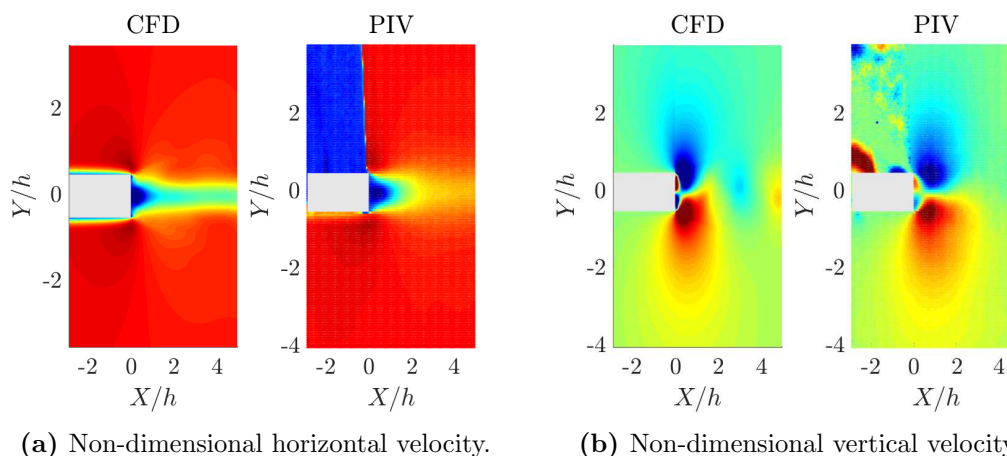 CFD PIV CFD PIV
2 2 2 2
Y/h 0 Y/h 0 Y/h 0 Y/h 0
-2 -2 -2 -2
-4 -4 -4
-2 0 2 4 -2 0 2 4 -2 0 2 4 -2 0 2 4
X/h X/h X/h X/h
(a) Non-dimensional horizontal velocity. (b) Non-dimensional vertical velocity